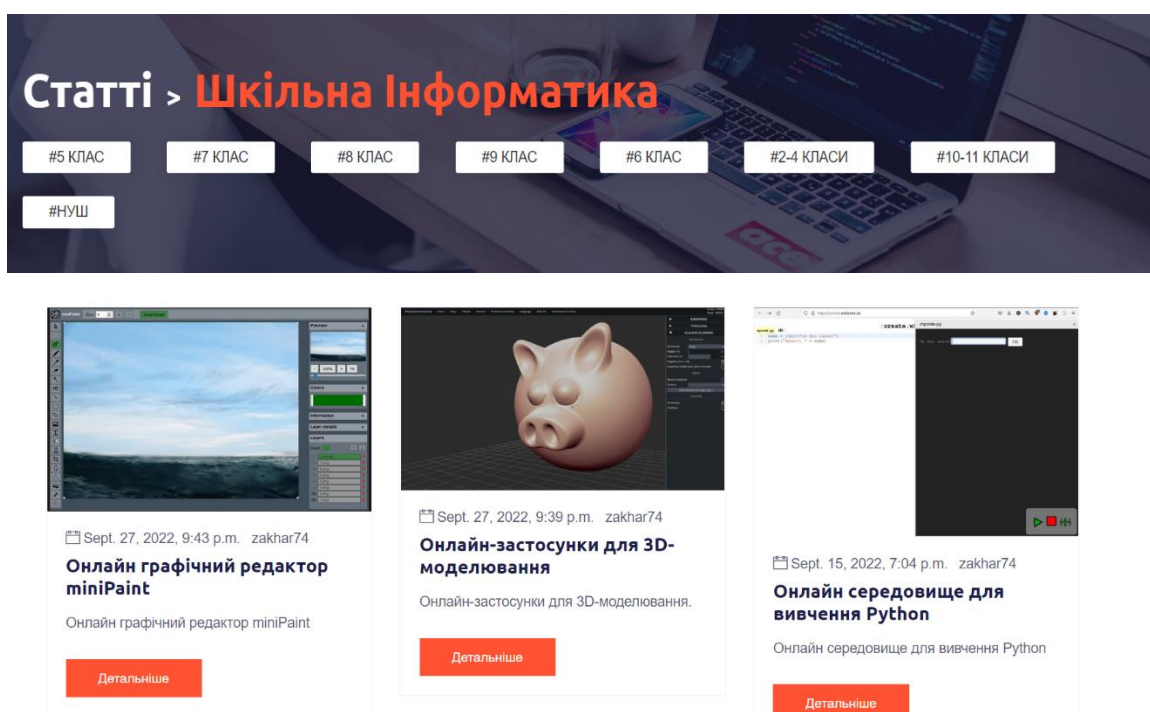 Статті > Шкільна Інформатика
#5 КЛАС
#7 КЛАС
#8 КЛАС
#9 КЛАС
#6 КЛАС
#2-4 КЛАСИ
#10-11 КЛАСИ
#НУШ
ace
Sept. 27, 2022, 9:43 p.m. zakhar74
Онлайн графічний редактор
miniPaint
Онлайн графічний редактор miniPaint
Детальніше
Sept. 27, 2022, 9:39 p.m. zakhar74
Онлайн-застосунки для 3D-
моделювання
Онлайн-застосунки для 3D-моделювання.
Детальніше
Sept. 15, 2022, 7:04 p.m. zakhar74
Онлайн середовище для
вивчення Python
Онлайн середовище для вивчення Python
Детальніше